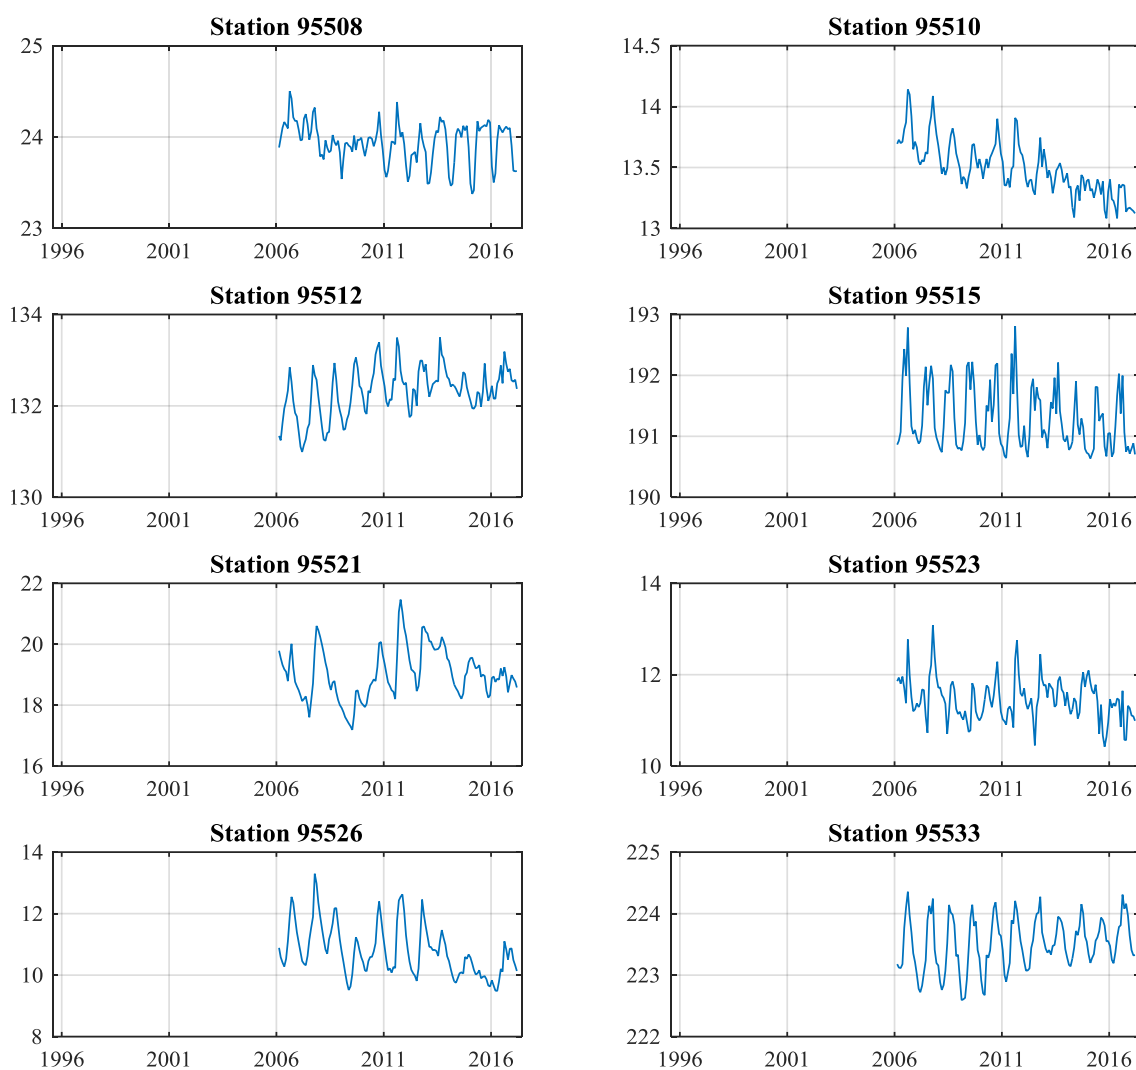 Station 95508
25
24
23
1996 2001 2006 2011 2016
Station 95510
14.5
14
13.5
13
1996 2001 2006 2011 2016
Station 95512
134
132
130
1996 2001 2006 2011 2016
Station 95515
193
192
191
190
1996 2001 2006 2011 2016
Station 95521
22
20
18
16
1996 2001 2006 2011 2016
Station 95523
14
12
10
1996 2001 2006 2011 2016
Station 95526
14
12
10
8
1996 2001 2006 2011 2016
Station 95533
225
224
223
222
1996 2001 2006 2011 2016